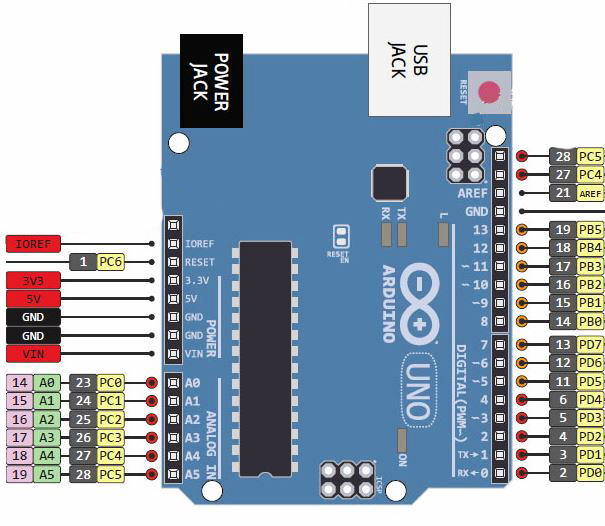 POWER JACK
USB JACK
RESET
28 PC5
27 PC4
AREF 21 AREF
GND
13 19 PB5
12 18 PB4
~11 17 PB3
~10 16 PB2
~9 15 PB1
8 14 PB0
7 13 PD7
~6 12 PD6
~5 11 PD5
4 6 PD4
~3 5 PD3
2 4 PD2
TX→1 3 PD1
RX←0 2 PD0
DIGITAL(PWM~)
RX
TX
L
RESET EN
ARDUINO
UNO
ON
ICSP
IOREF IOREF
1 PC6 RESET
3V3 3.3V
5V 5V
GND GND
GND GND
VIN VIN
POWER
14 A0 23 PC0 A0
15 A1 24 PC1 A1
16 A2 25 PC2 A2
17 A3 26 PC3 A3
18 A4 27 PC4 A4
19 A5 28 PC5 A5
ANALOG IN